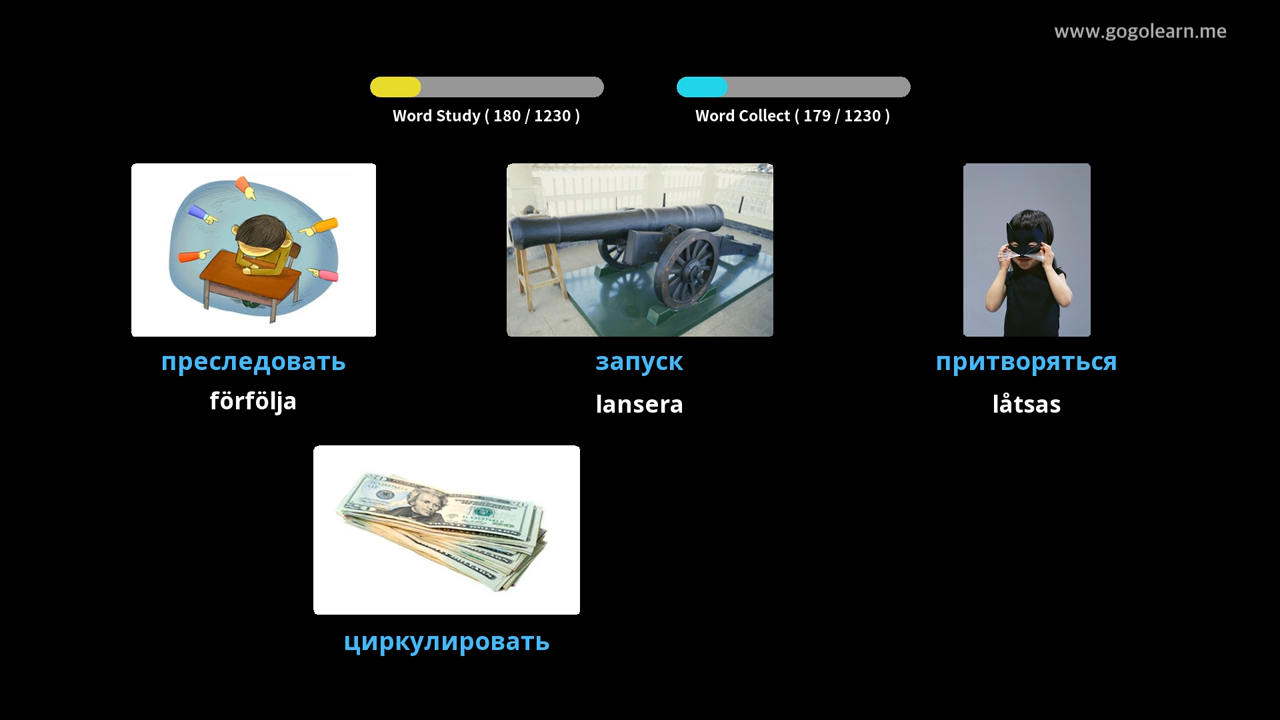 www.gogolearn.me
Word Study ( 180 / 1230 )
Word Collect ( 179 / 1230 )
преследовать
förfölja
запуск
lansera
притворяться
låtsas
циркулировать